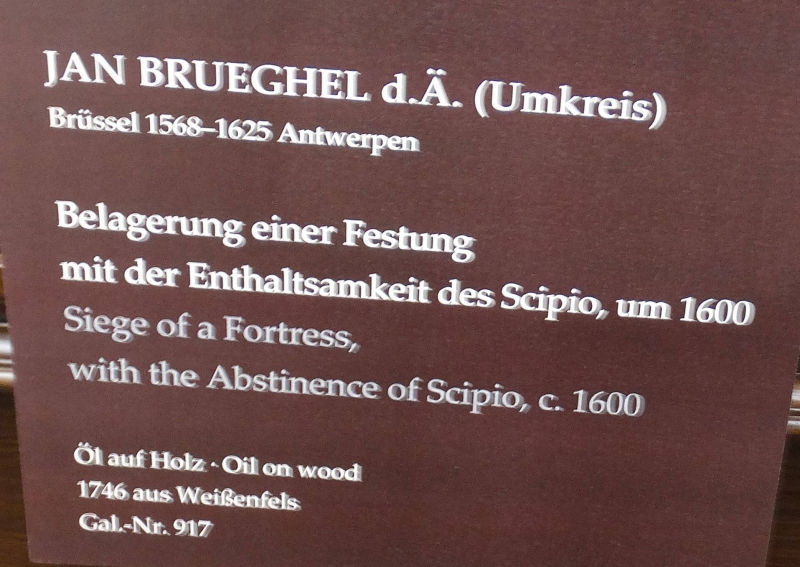 JAN BRUEGHEL d.Ä. (Umkreis)
Brüssel 1568–1625 Antwerpen
Belagerung einer Festung
mit der Enthaltsamkeit des Scipio, um 1600
Siege of a Fortress,
with the Abstinence of Scipio, c. 1600
Öl auf Holz · Oil on wood
1746 aus Weißenfels
Gal.-Nr. 917